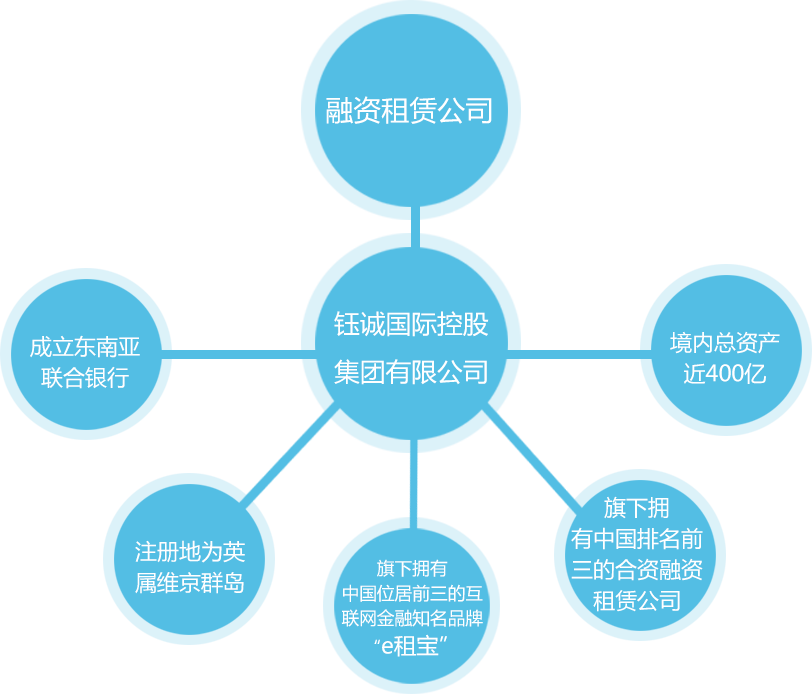 融资租赁公司
钰诚国际控股
集团有限公司
成立东南亚
联合银行
境内总资产
近400亿
注册地为英
属维京群岛
旗下拥有
中国位居前三的互
联网金融知名品牌
“e租宝”
旗下拥
有中国排名前
三的合资融资
租赁公司